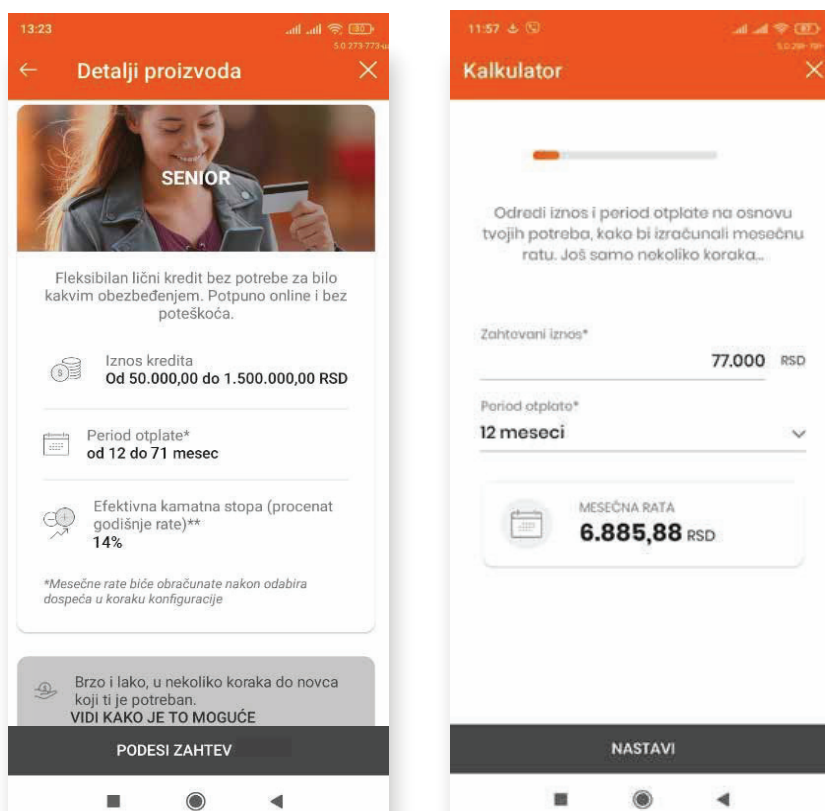 13:23
5.0.273-773-u
Detalji proizvoda
SENIOR
Fleksibilan lični kredit bez potrebe za bilo
kakvim obezbeđenjem. Potpuno online i bez
poteškoća.
Iznos kredita
Od 50.000,00 do 1.500.000,00 RSD
Period otplate*
od 12 do 71 mesec
Efektivna kamatna stopa (procenat
godišnje rate)**
14%
*Mesečne rate biće obračunate nakon odabira
dospeća u koraku konfiguracije
Brzo i lako, u nekoliko koraka do novca
koji ti je potreban.
VIDI KAKO JE TO MOGUĆE
PODESI ZAHTEV
11:57
Kalkulator
Odredi iznos i period otplate na osnovu
tvojih potreba, kako bi izračunali mesečnu
ratu. Još samo nekoliko koraka...
Zahtevani iznos*
77.000 RSD
Period otplate*
12 meseci
MESEČNA RATA
6.885,88 RSD
NASTAVI